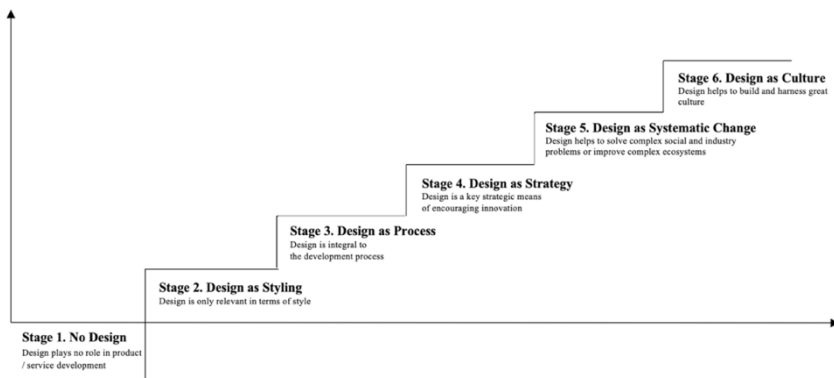 Stage 6. Design as Culture
Design helps to build and harness great
culture
Stage 5. Design as Systematic Change
Design helps to solve complex social and industry
problems or improve complex ecosystems
Stage 4. Design as Strategy
Design is a key strategic means
of encouraging innovation
Stage 3. Design as Process
Design is integral to
the development process
Stage 2. Design as Styling
Design is only relevant in terms of style
Stage 1. No Design
Design plays no role in product
/ service development